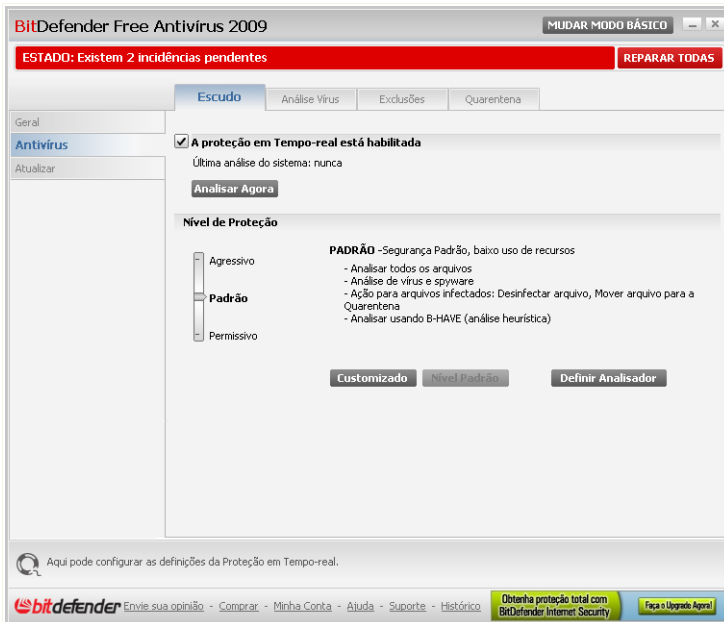 BitDefender Free Antivírus 2009
MUDAR MODO BÁSICO
ESTADO: Existem 2 incidências pendentes
REPARAR TODAS
Escudo
Análise Vírus
Exclusões
Quarentena
Geral
Antivírus
Atualizar
A proteção em Tempo-real está habilitada
Última análise do sistema: nunca
Analisar Agora
Nível de Proteção
Agressivo
Padrão
Permissivo
PADRÃO -Segurança Padrão, baixo uso de recursos
- Analisar todos os arquivos
- Análise de vírus e spyware
- Ação para arquivos infectados: Desinfectar arquivo, Mover arquivo para a
Quarentena
- Analisar usando B-HAVE (análise heurística)
Customizado
Nível Padrão
Definir Analisador
Aqui pode configurar as definições da Proteção em Tempo-real.
bitdefender
Envie sua opinião - Comprar - Minha Conta - Ajuda - Suporte - Histórico
Obtenha proteção total com
BitDefender Internet Security
Faça o Upgrade Agora!